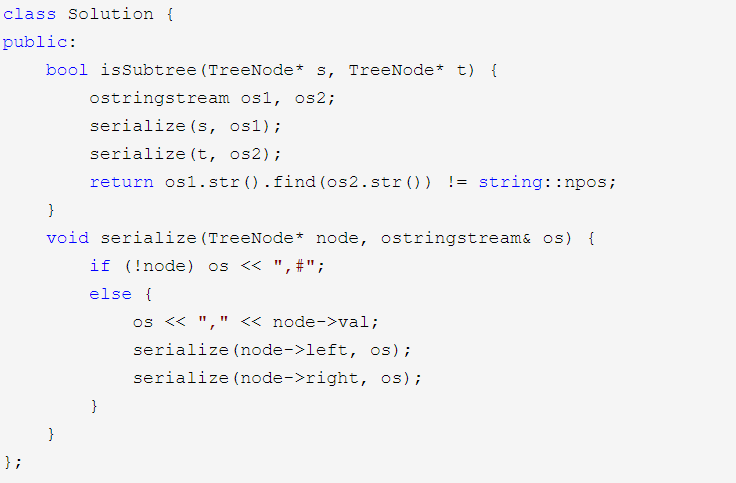 class Solution {
public:
    bool isSubtree(TreeNode* s, TreeNode* t) {
        ostringstream os1, os2;
        serialize(s, os1);
        serialize(t, os2);
        return os1.str().find(os2.str()) != string::npos;
    }
    void serialize(TreeNode* node, ostringstream& os) {
        if (!node) os << ",#";
        else {
            os << "," << node->val;
            serialize(node->left, os);
            serialize(node->right, os);
        }
    }
};